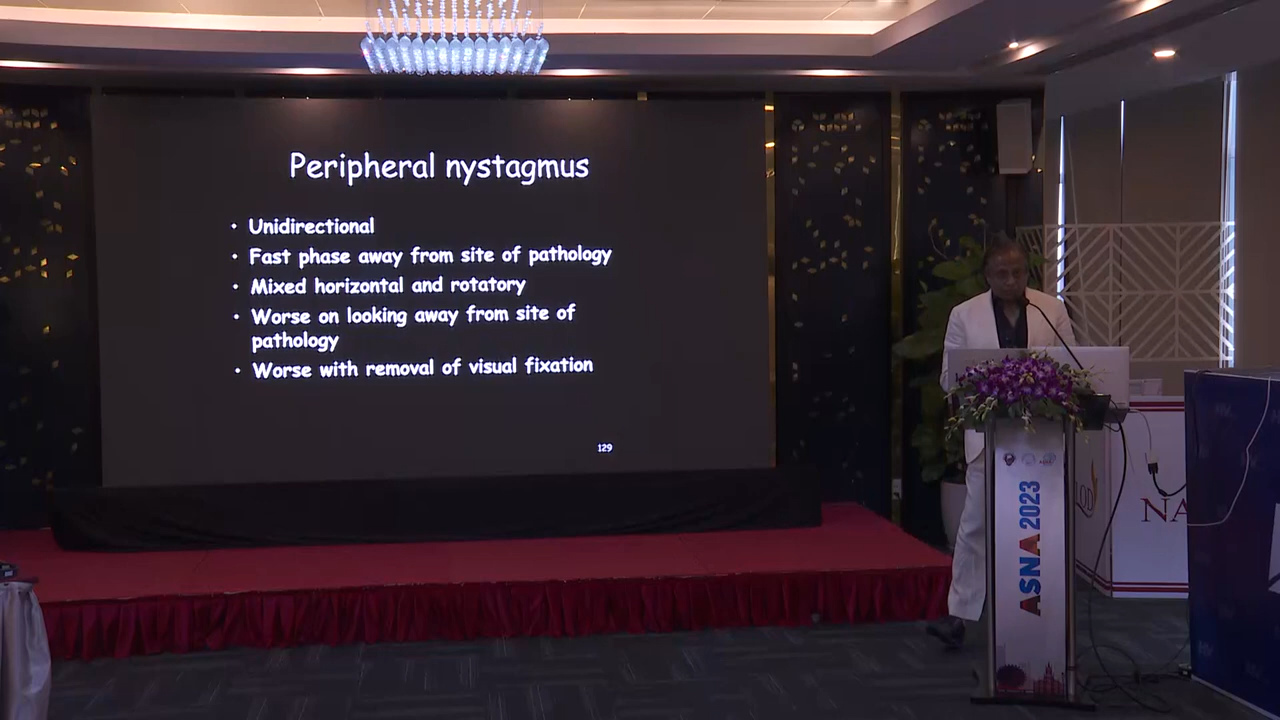 Peripheral nystagmus
• Unidirectional
• Fast phase away from site of pathology
• Mixed horizontal and rotatory
• Worse on looking away from site of
pathology
• Worse with removal of visual fixation
129
ASNA 2023
NA